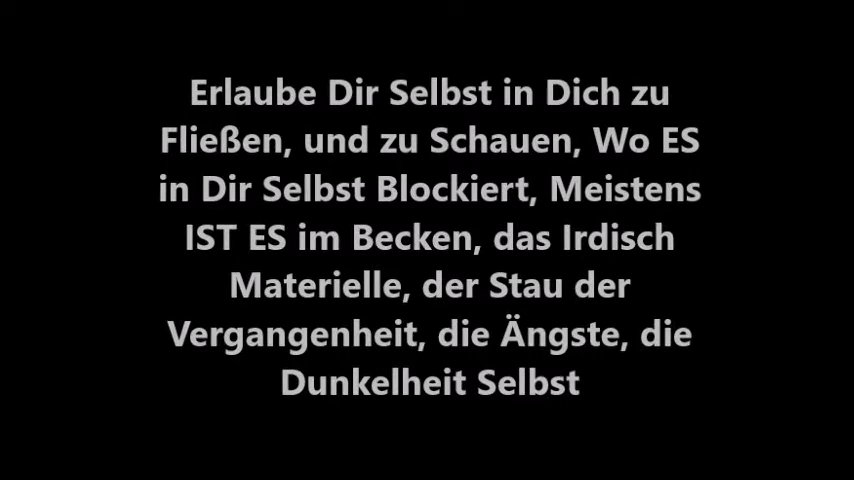 Erlaube Dir Selbst in Dich zu
Fließen, und zu Schauen, Wo ES
in Dir Selbst Blockiert, Meistens
IST ES im Becken, das Irdisch
Materielle, der Stau der
Vergangenheit, die Ängste, die
Dunkelheit Selbst